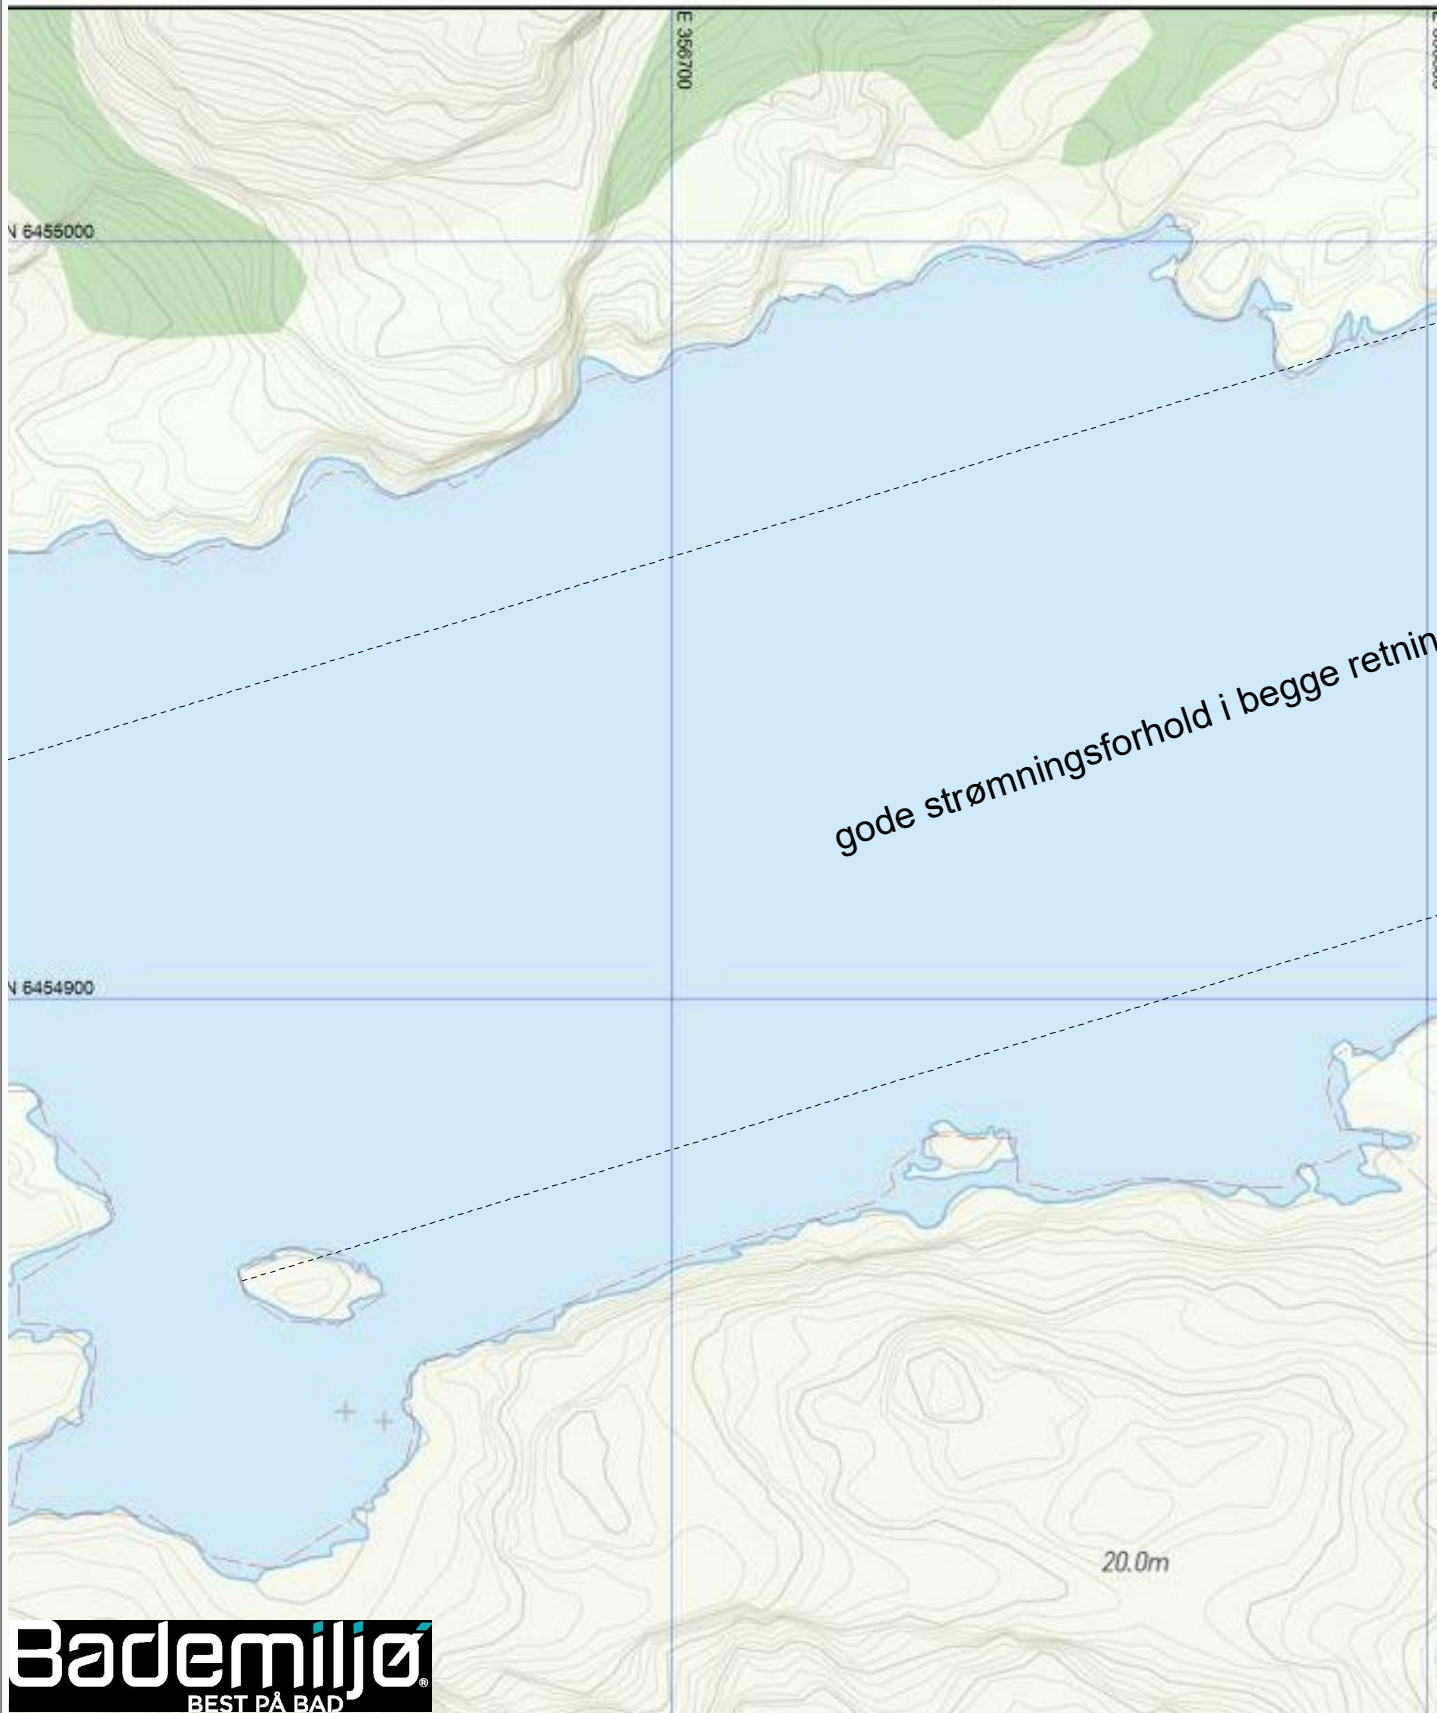 E 356700
N 6455000
gode strømningsforhold i begge retnin
N 6454900
20.0m
Bademiljø®
BEST PÅ BAD